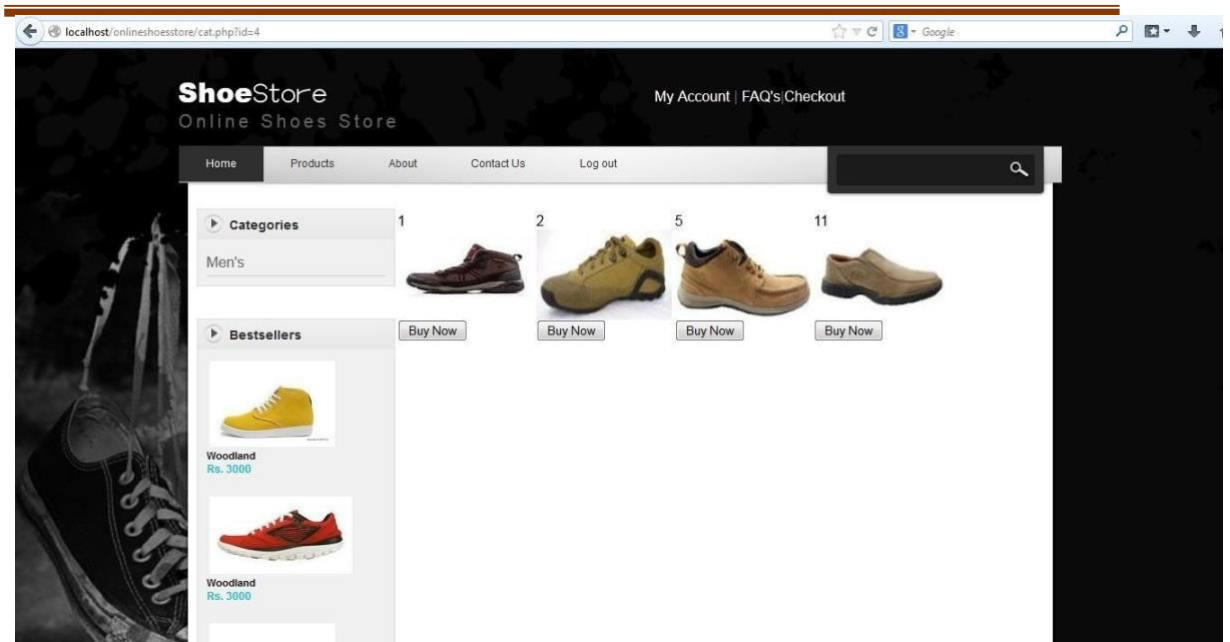 localhost/onlineshoesstore/cat.php?id=4
Google
ShoeStore
Online Shoes Store
My Account | FAQ's|Checkout
Home Products About Contact Us Log out
Categories
Men's
1 2 5 11
Buy Now Buy Now Buy Now Buy Now
Bestsellers
Woodland
Rs. 3000
Woodland
Rs. 3000